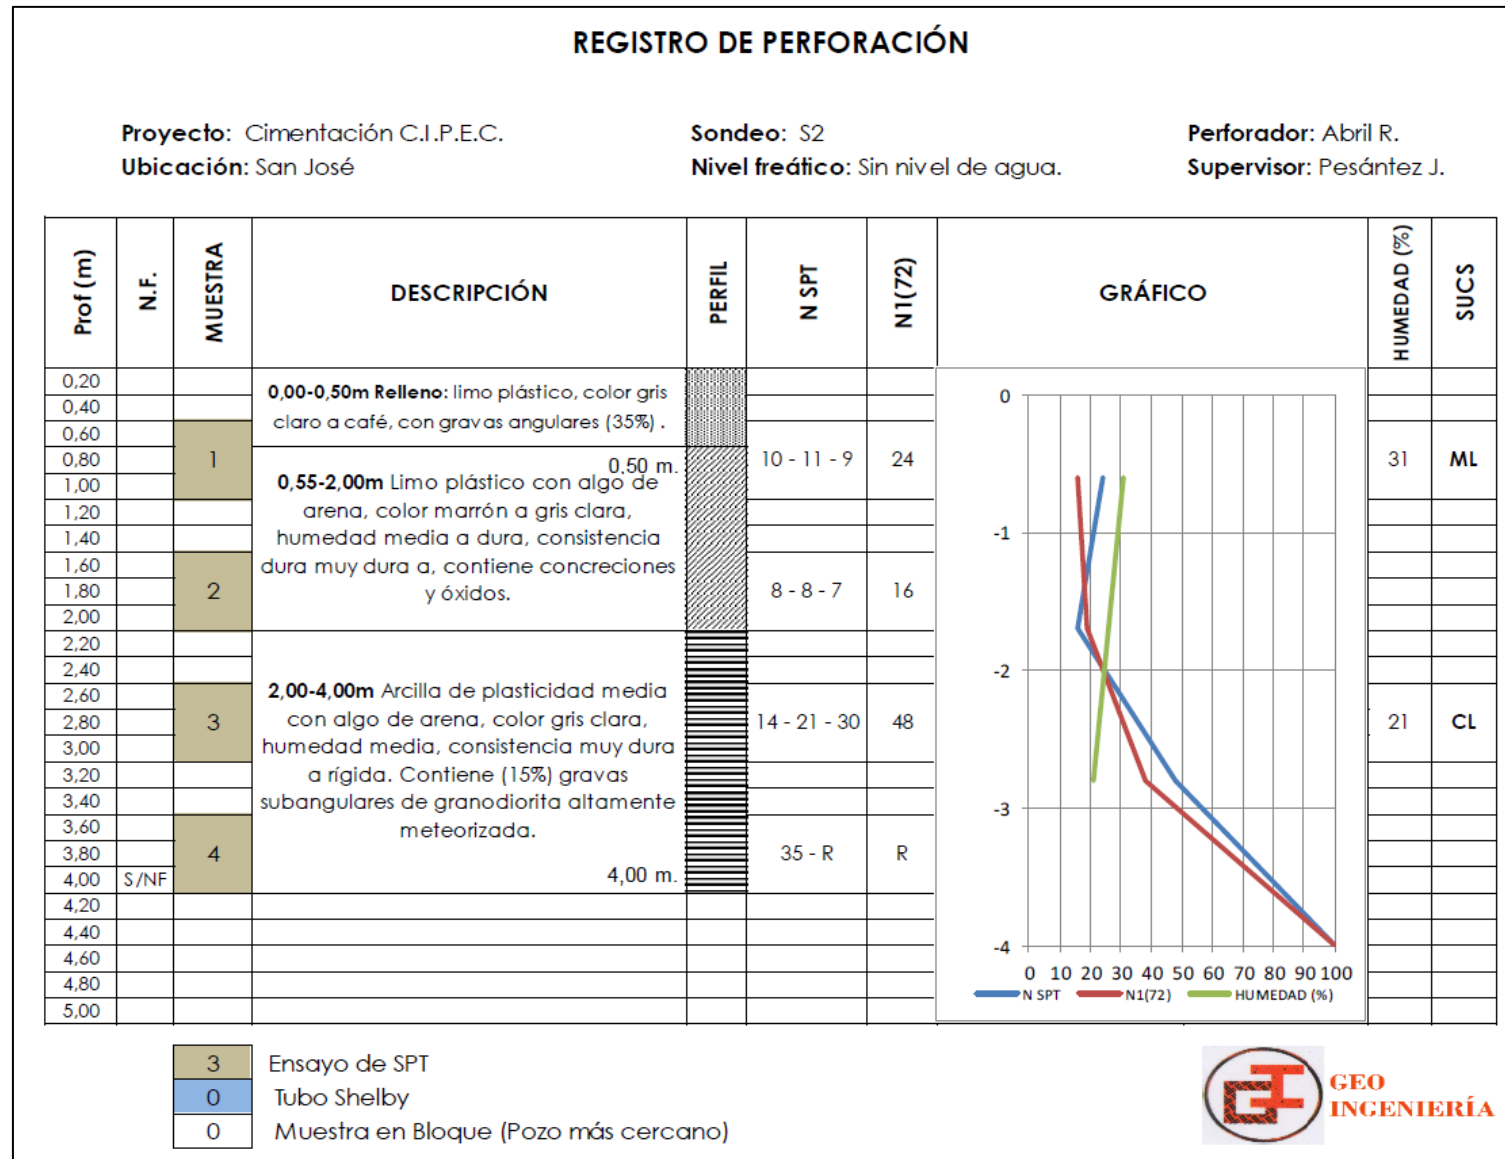 REGISTRO DE PERFORACIÓN
Proyecto: Cimentación C.I.P.E.C.
Sondeo: S2
Perforador: Abril R.
Ubicación: San José
Nivel freático: Sin nivel de agua.
Supervisor: Pesántez J.
Prof (m)
N.F.
MUESTRA
DESCRIPCIÓN
PERFIL
N SPT
N1(72)
GRÁFICO
HUMEDAD (%)
SUCS
0,20
0,40
0,60
0,80
1,00
1,20
1,40
1,60
1,80
2,00
2,20
2,40
2,60
2,80
3,00
3,20
3,40
3,60
3,80
4,00
4,20
4,40
4,60
4,80
5,00
S/NF
1
2
3
4
0,00-0,50m Relleno: limo plástico, color gris
claro a café, con gravas angulares (35%) .
0,50 m.
0,55-2,00m Limo plástico con algo de
arena, color marrón a gris clara,
humedad media a dura, consistencia
dura muy dura a, contiene concreciones
y óxidos.
2,00-4,00m Arcilla de plasticidad media
con algo de arena, color gris clara,
humedad media, consistencia muy dura
a rígida. Contiene (15%) gravas
subangulares de granodiorita altamente
meteorizada.
4,00 m.
10 - 11 - 9
8 - 8 - 7
14 - 21 - 30
35 - R
24
16
48
R
0
-1
-2
-3
-4
0 10 20 30 40 50 60 70 80 90 100
N SPT N1(72) HUMEDAD (%)
31
21
ML
CL
3 Ensayo de SPT
0 Tubo Shelby
0 Muestra en Bloque (Pozo más cercano)
GEO
INGENIERÍA